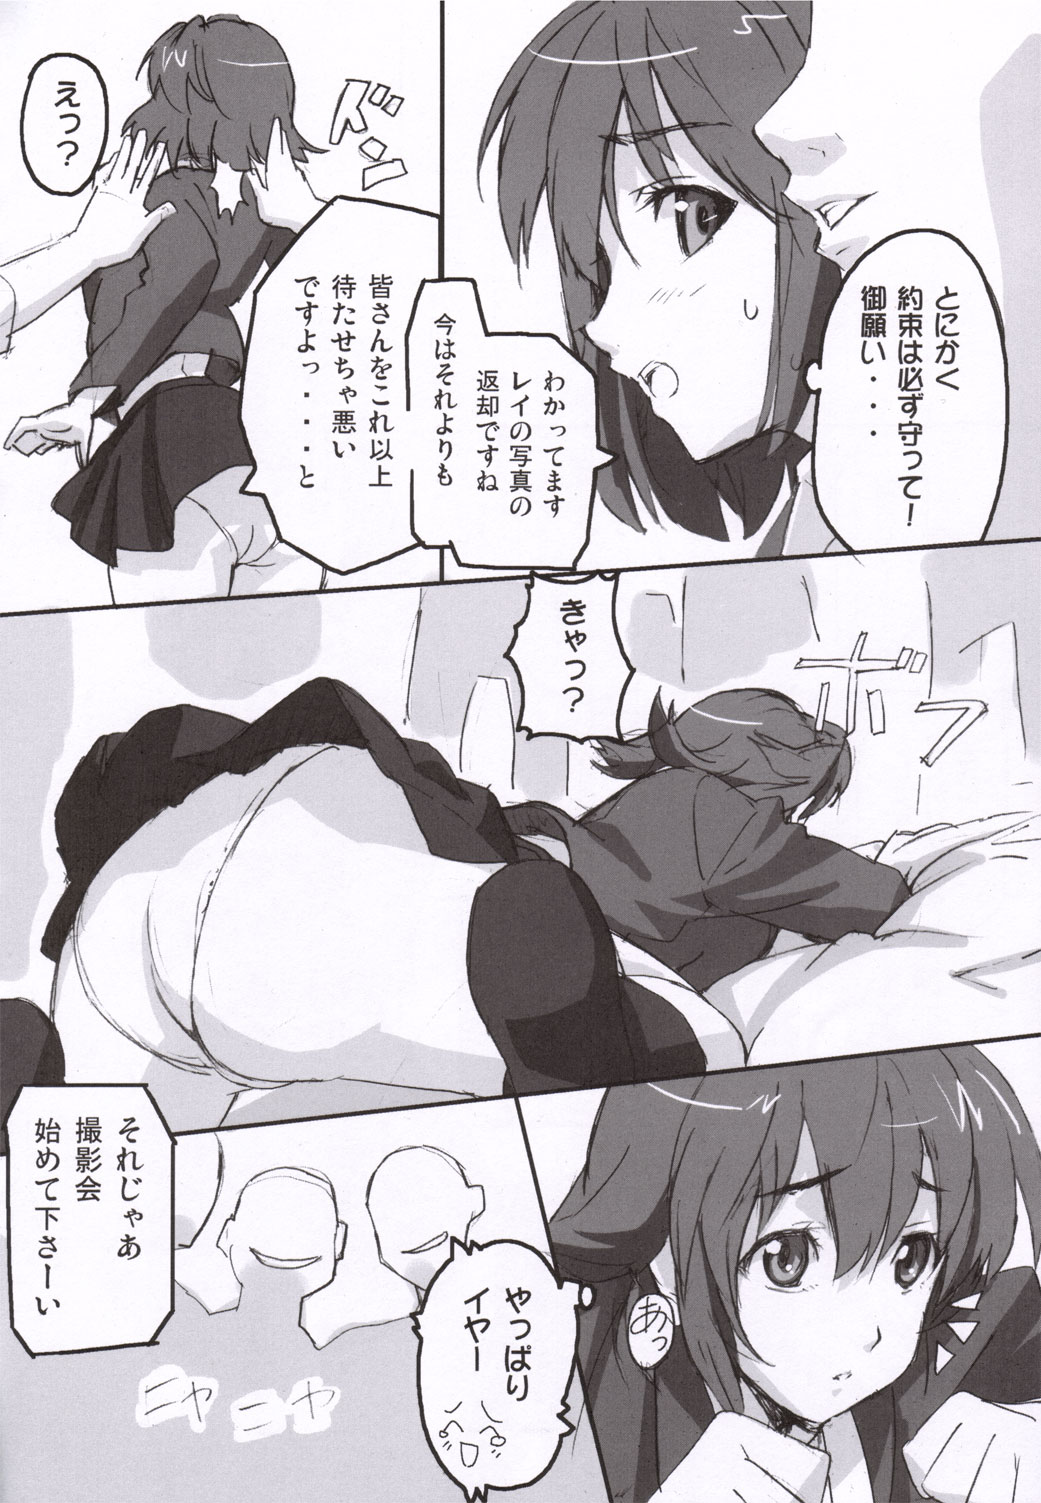 とにかく
約束は必ず守って！
御願い・・・
わかってます
レイの写真の
返却ですね
今はそれよりも
皆さんをこれ以上
待たせちゃ悪い
ですよっ・・・と
ドン
えっ？
きゃっ？
ボフッ
あっ
やっぱり
イヤー
ニヤニヤ
それじゃあ
撮影会
始めて下さーい